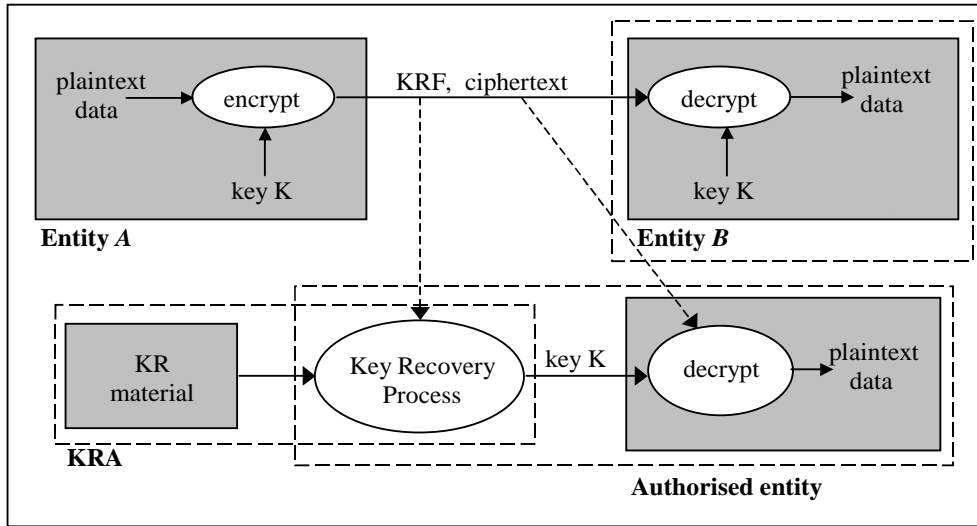 plaintext
data
encrypt
key K
Entity A
KRF, ciphertext
decrypt
plaintext
data
key K
Entity B
KR
material
KRA
Key Recovery
Process
key K
decrypt
plaintext
data
Authorised entity